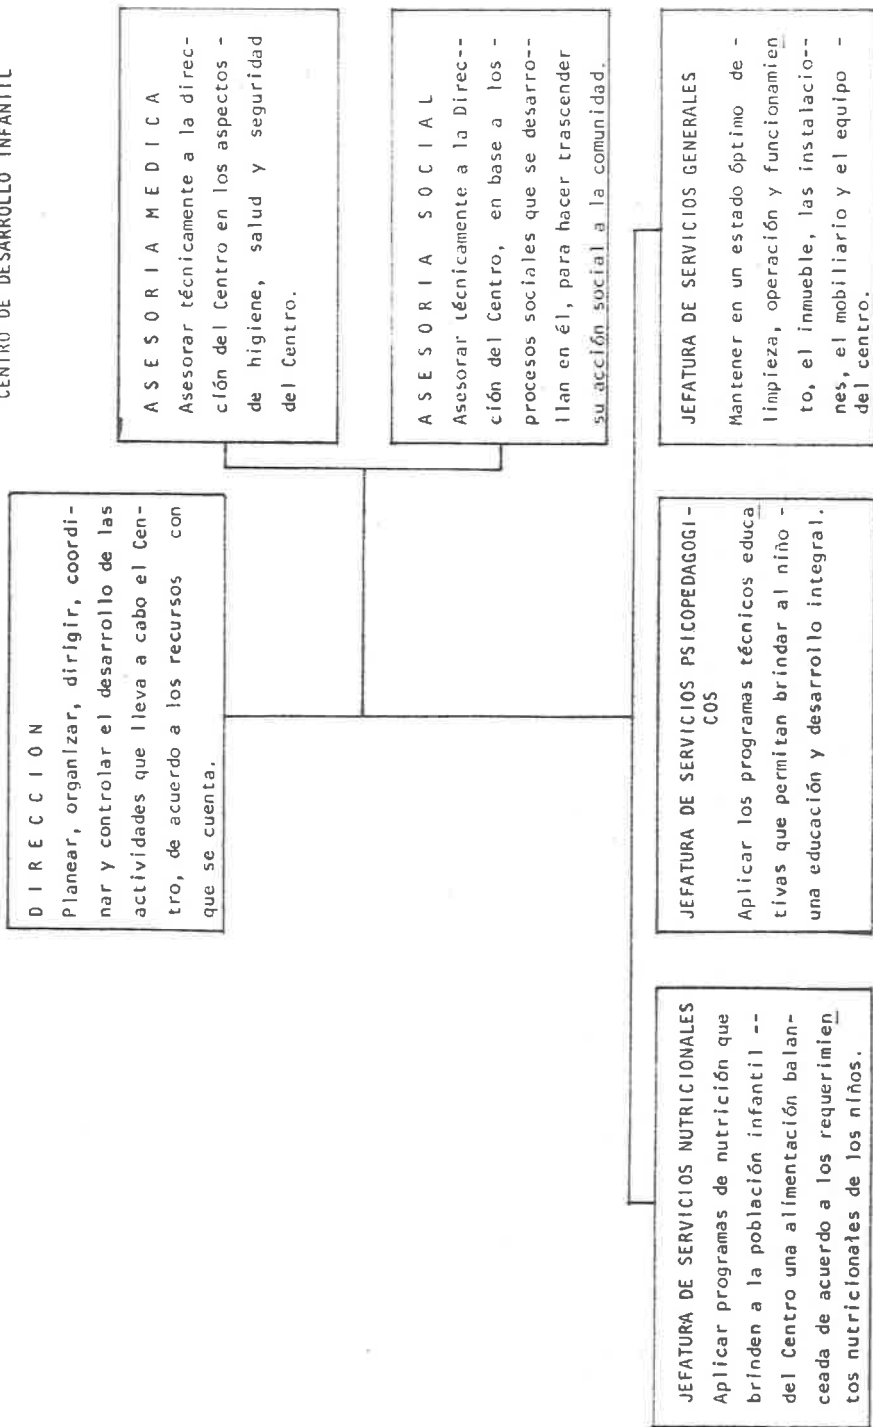 CENTRO DE DESARROLLO INFANTIL
D I R E C C I O N
Planear, organizar, dirigir, coordi-
nar y controlar el desarrollo de las
actividades que lleva a cabo el Cen-
tro, de acuerdo a los recursos con
que se cuenta.
A S E S O R I A M E D I C A
Asesorar técnicamente a la direc-
ción del Centro en los aspectos -
de higiene, salud y seguridad
del Centro.
A S E S O R I A S O C I A L
Asesorar técnicamente a la Direc--
ción del Centro, en base a los -
procesos sociales que se desarro--
llan en él, para hacer trascender
su acción social a la comunidad.
JEFATURA DE SERVICIOS NUTRICIONALES
Aplicar programas de nutrición que
brinden a la población infantil --
del Centro una alimentación balan-
ceada de acuerdo a los requerimien
tos nutricionales de los niños.
JEFATURA DE SERVICIOS PSICOPEDAGOGI-
COS
Aplicar los programas técnicos educa
tivas que permitan brindar al niño -
una educación y desarrollo integral.
JEFATURA DE SERVICIOS GENERALES
Mantener en un estado óptimo de -
limpieza, operación y funcionamien
to, el inmueble, las instalacio--
nes, el mobiliario y el equipo -
del centro.